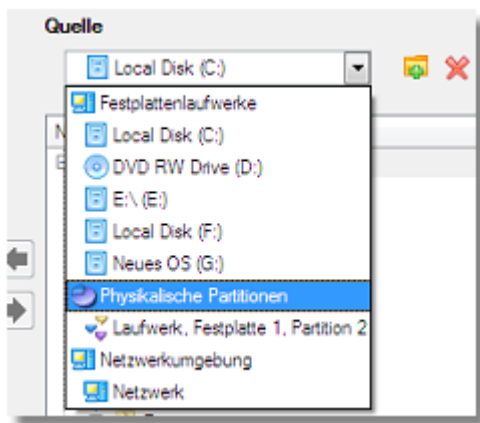 Quelle
Local Disk (C:)
Festplattenlaufwerke
Local Disk (C:)
DVD RW Drive (D:)
E:\ (E:)
Local Disk (F:)
Neues OS (G:)
Physikalische Partitionen
Laufwerk, Festplatte 1, Partition 2
Netzwerkumgebung
Netzwerk